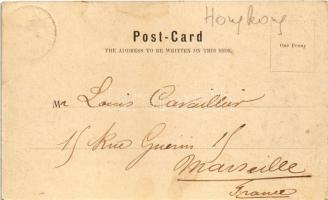 Hongkong
Post-Card
THE ADDRESS TO BE WRITTEN ON THIS SIDE.
One Penny
Mr Louis Cavaillier
15 Rue Guerin 15
Marseille
France